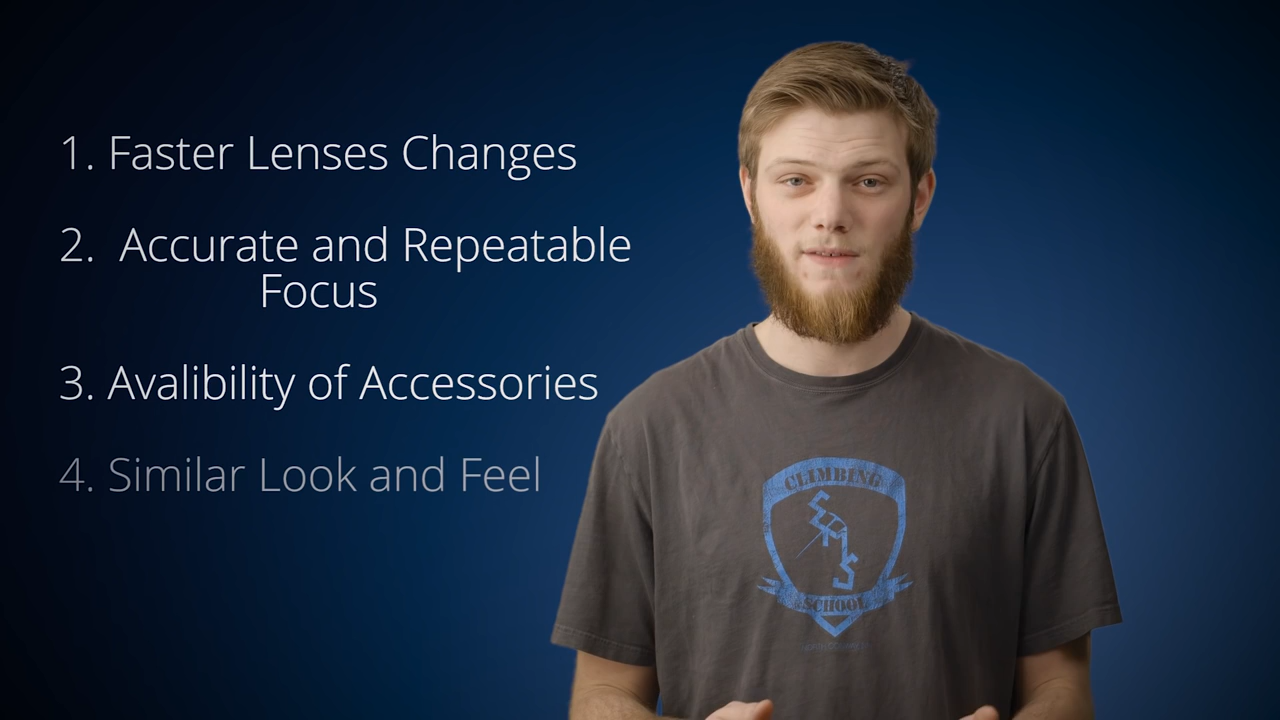 1. Faster Lenses Changes
2. Accurate and Repeatable
Focus
3. Avalibility of Accessories
4. Similar Look and Feel
CLIMBING
SCHOOL